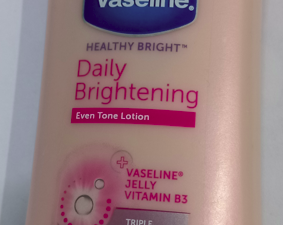 Vaseline.
HEALTHY BRIGHT™
Daily
Brightening
Even Tone Lotion
VASELINE®
JELLY
VITAMIN B3
TRIPLE